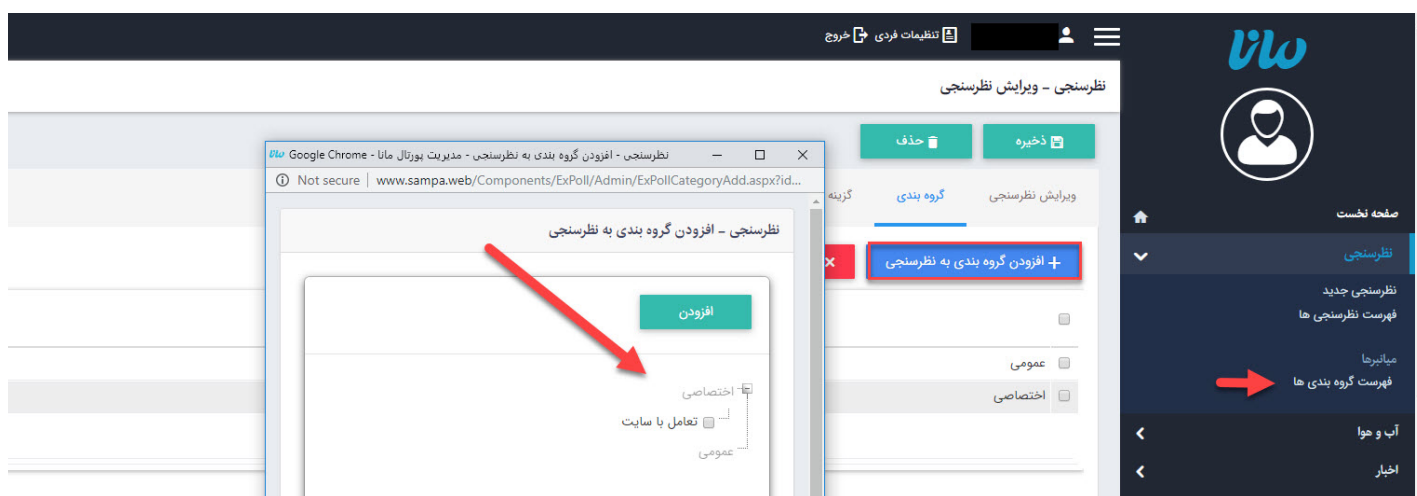 مانا
تنظیمات فردی
خروج
نظرسنجی - ویرایش نظرسنجی
ذخیره
حذف
ویرایش نظرسنجی
گروه بندی
گزینه
+ افزودن گروه بندی به نظرسنجی
عمومی
اختصاصی
نظرسنجی - افزودن گروه بندی به نظرسنجی - مدیریت پورتال مانا - Google Chrome
Not secure | www.sampa.web/Components/ExPoll/Admin/ExPollCategoryAdd.aspx?id...
نظرسنجی - افزودن گروه بندی به نظرسنجی
افزودن
اختصاصی
تعامل با سایت
عمومی
صفحه نخست
نظرسنجی
نظرسنجی جدید
فهرست نظرسنجی ها
میانبرها
فهرست گروه بندی ها
آب و هوا
اخبار